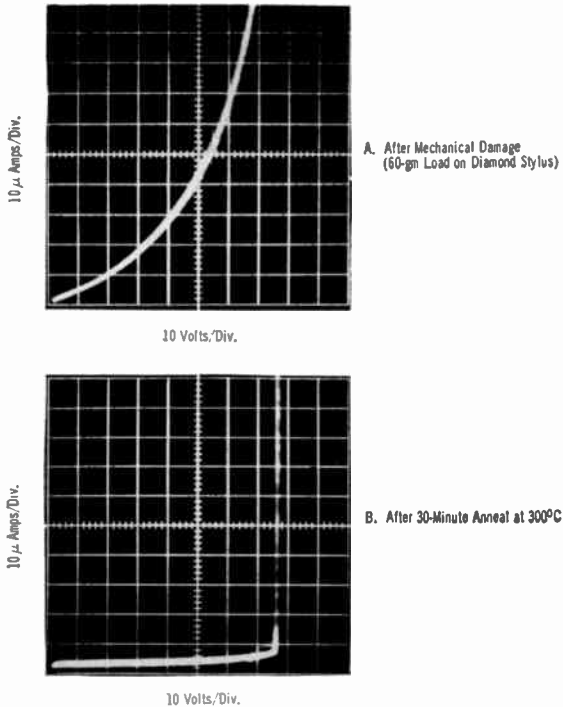 10 μ Amps/Div.
A. After Mechanical Damage
(60-gm Load on Diamond Stylus)
10 Volts/Div.
10 μ Amps/Div.
B. After 30-Minute Anneal at 300ºC
10 Volts/Div.